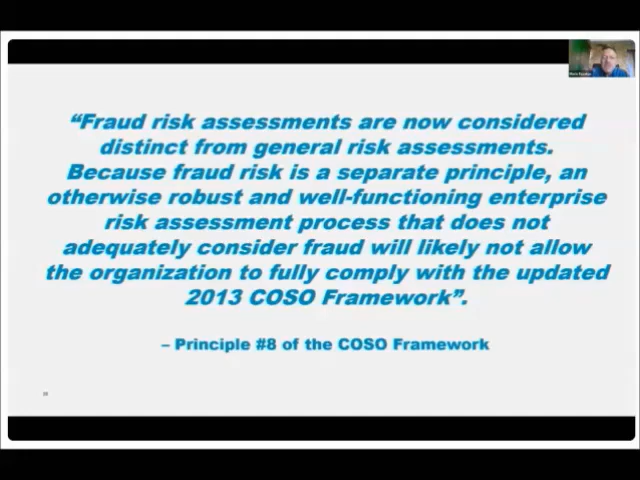 “Fraud risk assessments are now considered
distinct from general risk assessments.
Because fraud risk is a separate principle, an
otherwise robust and well-functioning enterprise
risk assessment process that does not
adequately consider fraud will likely not allow
the organization to fully comply with the updated
2013 COSO Framework”.
– Principle #8 of the COSO Framework